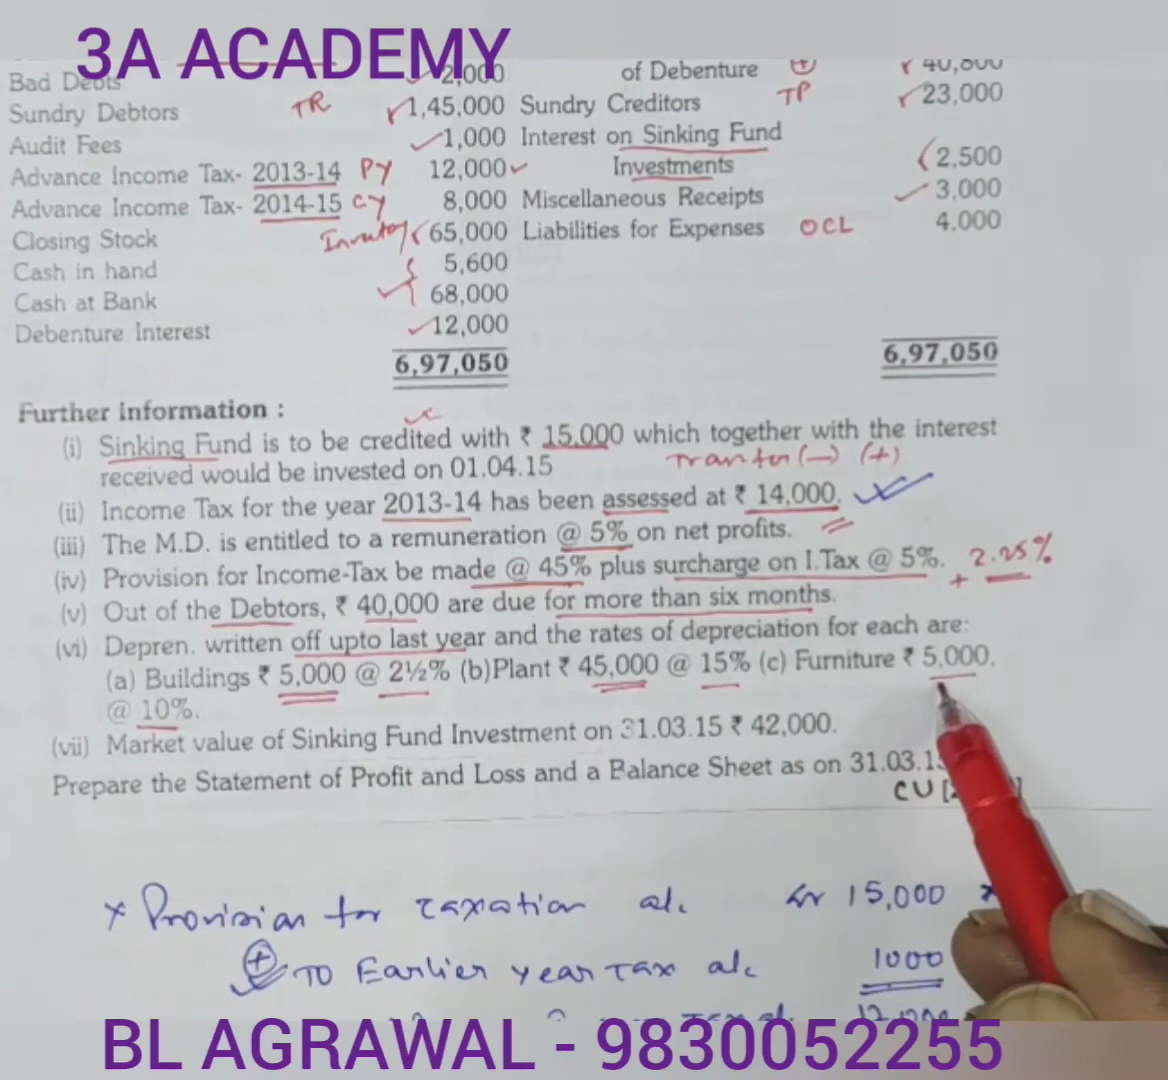 3A ACADEMY
Bad Debts 2,000 of Debenture + 40,800
Sundry Debtors TR 1,45,000 Sundry Creditors TP 23,000
Audit Fees 1,000 Interest on Sinking Fund
Advance Income Tax- 2013-14 PY 12,000 Investments 2,500
Advance Income Tax- 2014-15 CY 8,000 Miscellaneous Receipts 3,000
Closing Stock Inventory 65,000 Liabilities for Expenses OCL 4.000
Cash in hand 5,600
Cash at Bank 68,000
Debenture Interest 12,000
6,97,050 6,97,050
Further information :
(i) Sinking Fund is to be credited with ₹ 15,000 which together with the interest
received would be invested on 01.04.15 Tranfer (-) (+)
(ii) Income Tax for the year 2013-14 has been assessed at ₹ 14,000.
(iii) The M.D. is entitled to a remuneration @ 5% on net profits.
(iv) Provision for Income-Tax be made @ 45% plus surcharge on I.Tax @ 5%. + 2.25%
(v) Out of the Debtors, ₹ 40,000 are due for more than six months.
(vi) Depren. written off upto last year and the rates of depreciation for each are:
(a) Buildings ₹ 5,000 @ 2½% (b)Plant ₹ 45,000 @ 15% (c) Furniture ₹ 5,000,
@ 10%.
(vii) Market value of Sinking Fund Investment on 31.03.15 ₹ 42,000.
Prepare the Statement of Profit and Loss and a Balance Sheet as on 31.03.1
CU [
× Provision for Taxation a/c. Dr 15,000
+ TO Earlier year Tax a/c 1000
BL AGRAWAL - 9830052255